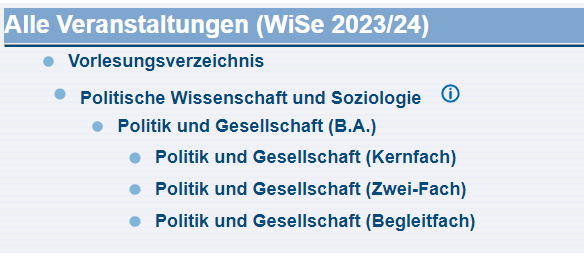 Alle Veranstaltungen (WiSe 2023/24)
Vorlesungsverzeichnis
Politische Wissenschaft und Soziologie
Politik und Gesellschaft (B.A.)
Politik und Gesellschaft (Kernfach)
Politik und Gesellschaft (Zwei-Fach)
Politik und Gesellschaft (Begleitfach)